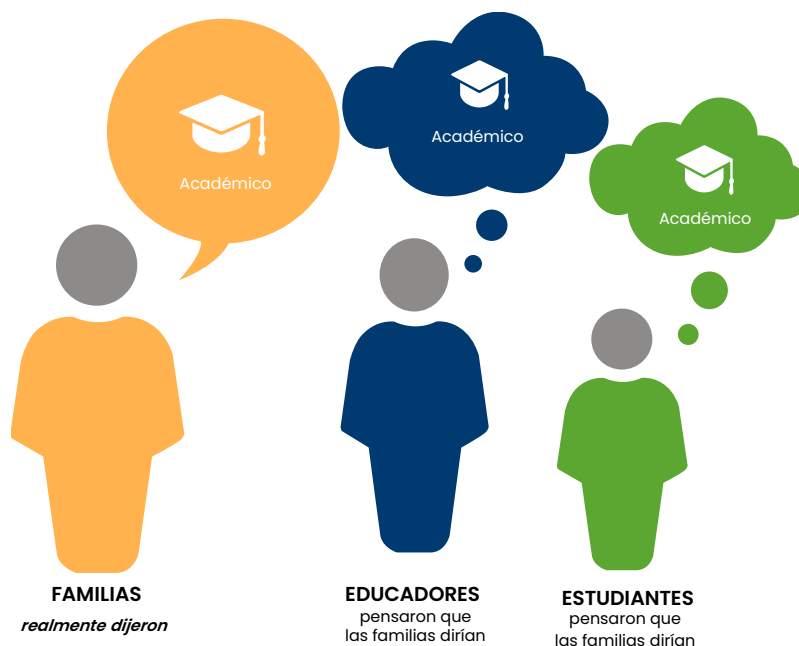 Académico
Académico
Académico
FAMILIAS
realmente dijeron
EDUCADORES
pensaron que
las familias dirían
ESTUDIANTES
pensaron que
las familias dirían